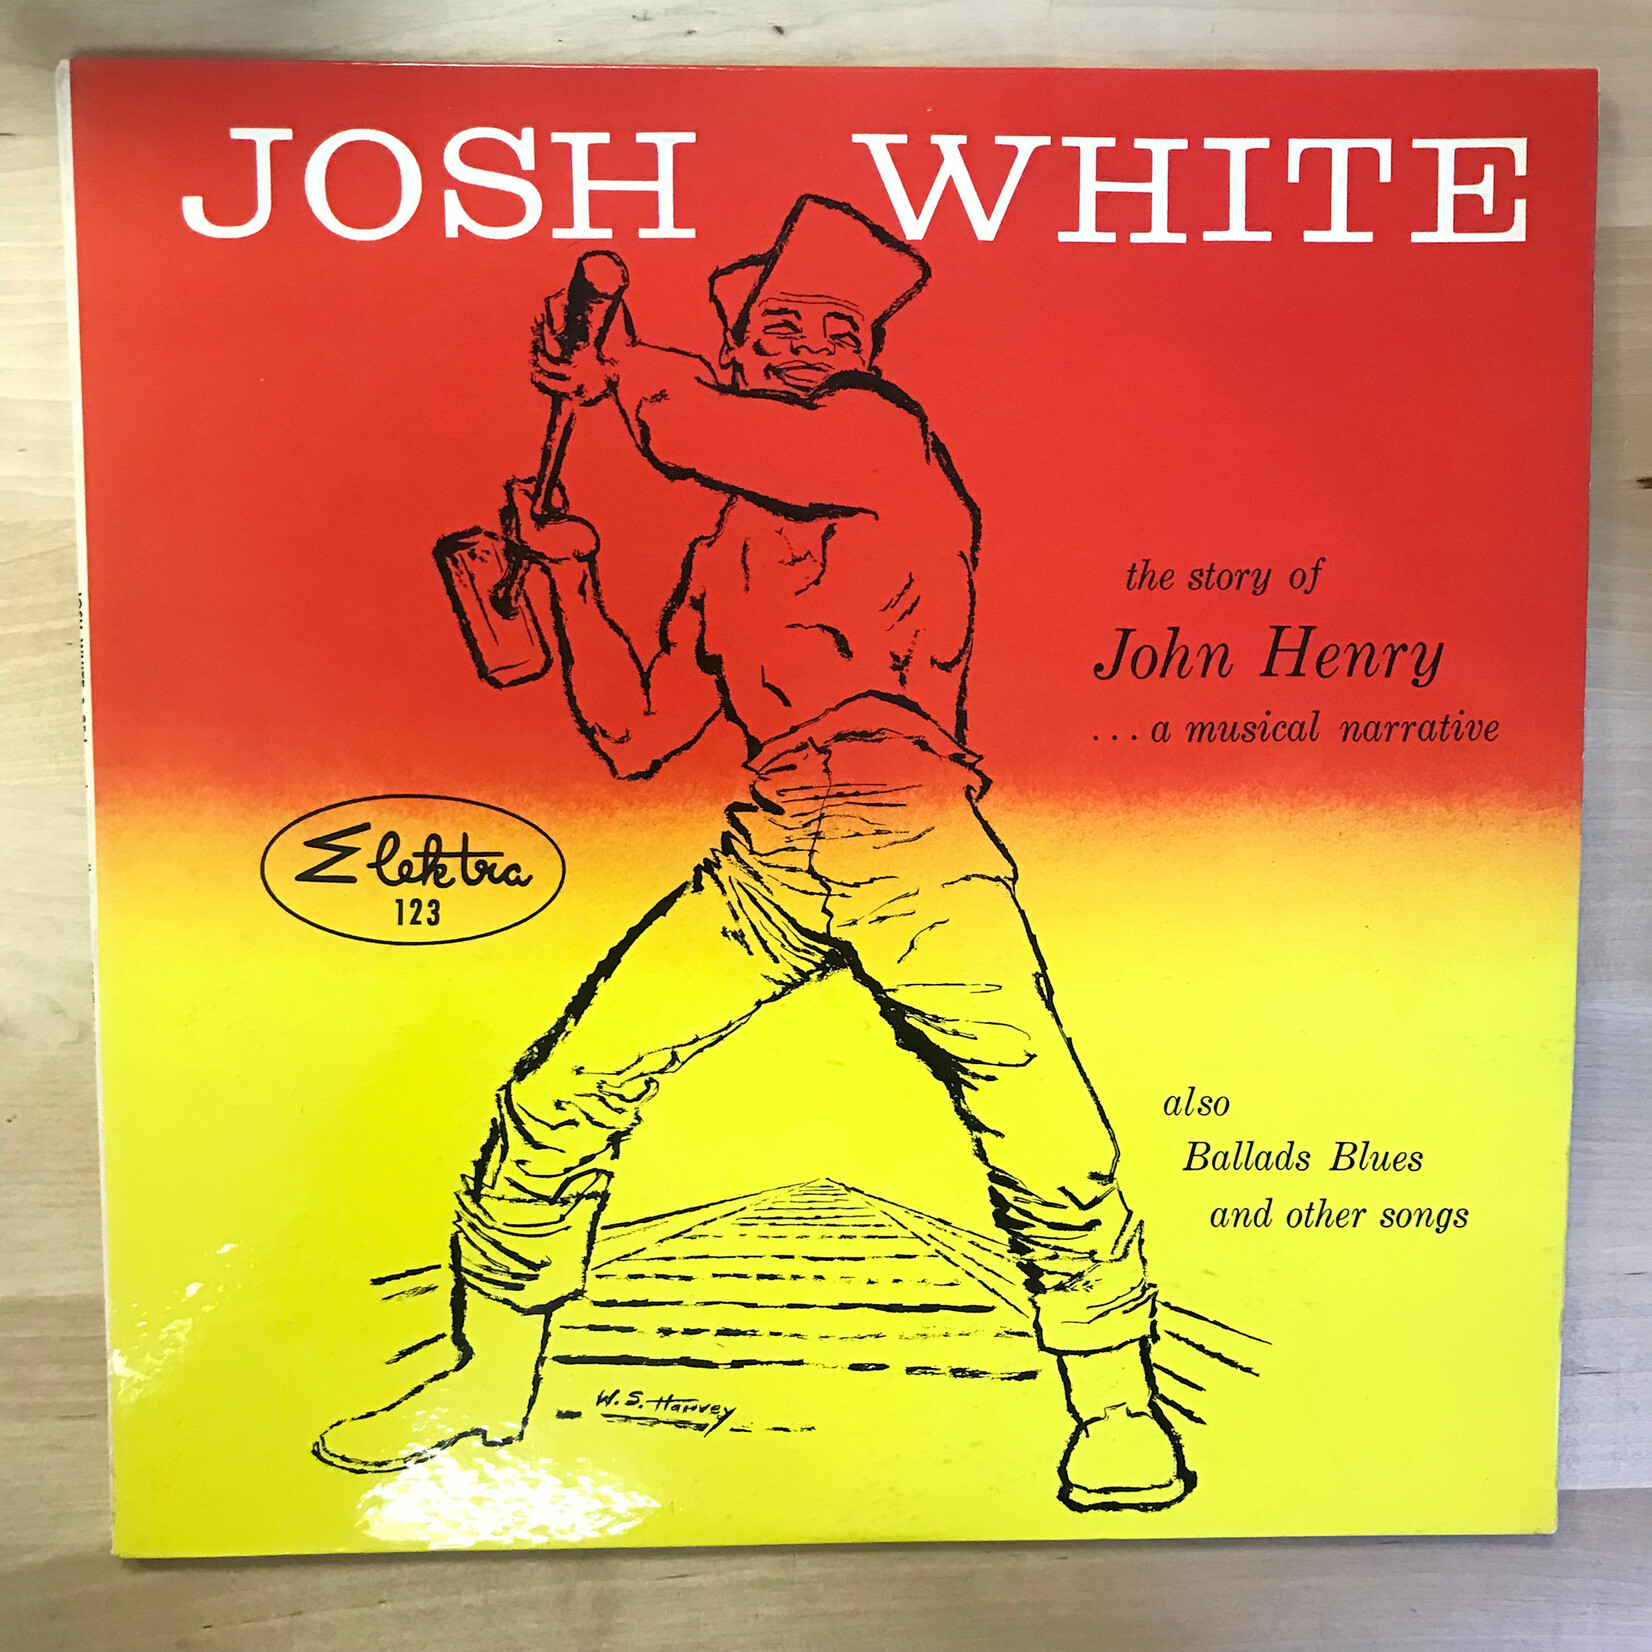 JOSH WHITE
the story of
John Henry
... a musical narrative
Elektra
123
also
Ballads Blues
and other songs
W. S. Harvey